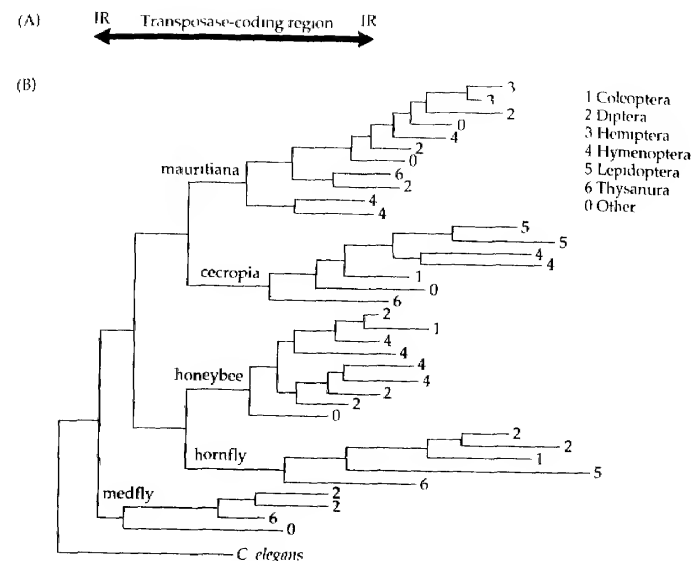 (A) IR Transposase-coding region IR
(B)
3
3
2
0
4
2
0
mauritiana
6
2
4
4
5
5
4
4
1
cecropia
0
6
2
1
4
4
honeybee
4
4
2
2
0
2
2
hornfly
1
5
6
medfly
2
2
6
0
C elegans
1 Coleoptera
2 Diptera
3 Hemiptera
4 Hymenoptera
5 Lepidoptera
6 Thysanura
0 Other